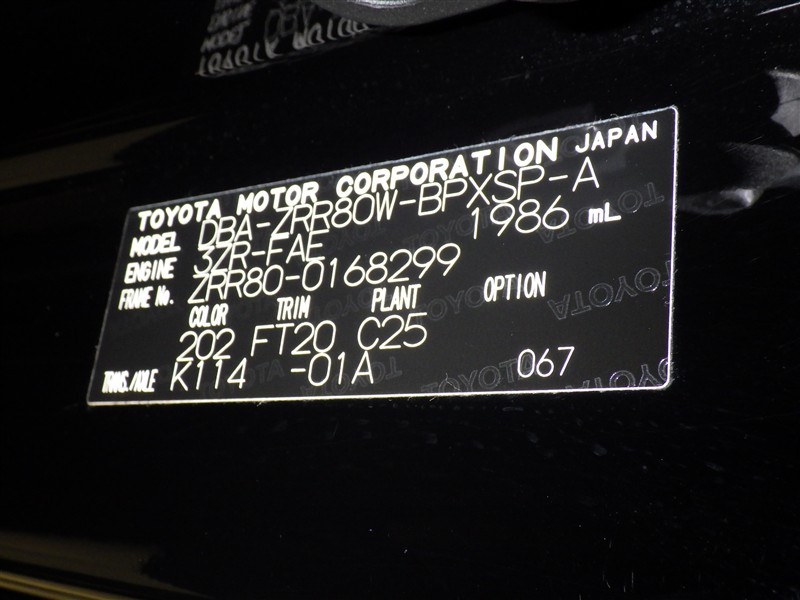 TOYOTA MOTOR CORPORATION JAPAN
MODEL DBA-ZRR80W-BPXSP-A
ENGINE 3ZR-FAE 1986 mL
FRAME No. ZRR80-0168299
COLOR TRIM PLANT OPTION
202 FT20 C25
TRANS./AXLE K114 -01A 067